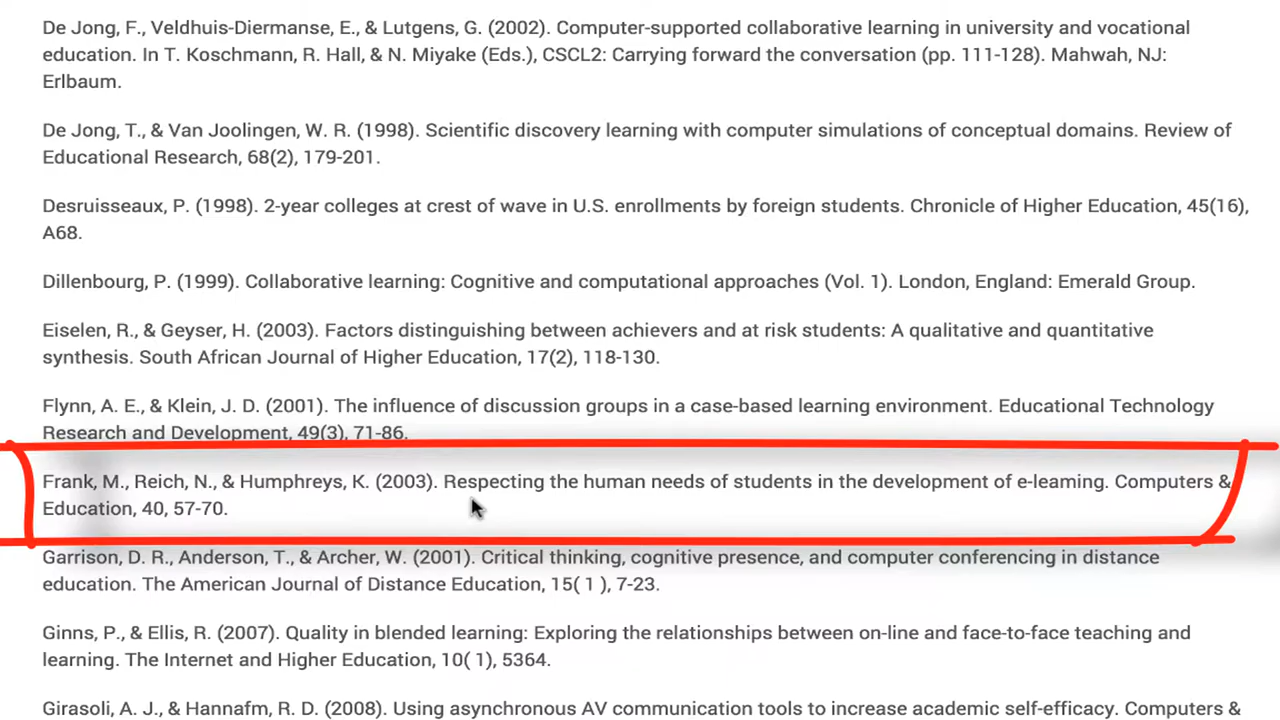 De Jong, F., Veldhuis-Diermanse, E., & Lutgens, G. (2002). Computer-supported collaborative learning in university and vocational
education. In T. Koschmann, R. Hall, & N. Miyake (Eds.), CSCL2: Carrying forward the conversation (pp. 111-128). Mahwah, NJ:
Erlbaum.
De Jong, T., & Van Joolingen, W. R. (1998). Scientific discovery learning with computer simulations of conceptual domains. Review of
Educational Research, 68(2), 179-201.
Desruisseaux, P. (1998). 2-year colleges at crest of wave in U.S. enrollments by foreign students. Chronicle of Higher Education, 45(16),
A68.
Dillenbourg, P. (1999). Collaborative learning: Cognitive and computational approaches (Vol. 1). London, England: Emerald Group.
Eiselen, R., & Geyser, H. (2003). Factors distinguishing between achievers and at risk students: A qualitative and quantitative
synthesis. South African Journal of Higher Education, 17(2), 118-130.
Flynn, A. E., & Klein, J. D. (2001). The influence of discussion groups in a case-based learning environment. Educational Technology
Research and Development, 49(3), 71-86.
Frank, M., Reich, N., & Humphreys, K. (2003). Respecting the human needs of students in the development of e-learning. Computers &
Education, 40, 57-70.
Garrison, D. R., Anderson, T., & Archer, W. (2001). Critical thinking, cognitive presence, and computer conferencing in distance
education. The American Journal of Distance Education, 15( 1 ), 7-23.
Ginns, P., & Ellis, R. (2007). Quality in blended learning: Exploring the relationships between on-line and face-to-face teaching and
learning. The Internet and Higher Education, 10( 1), 5364.
Girasoli, A. J., & Hannafm, R. D. (2008). Using asynchronous AV communication tools to increase academic self-efficacy. Computers &